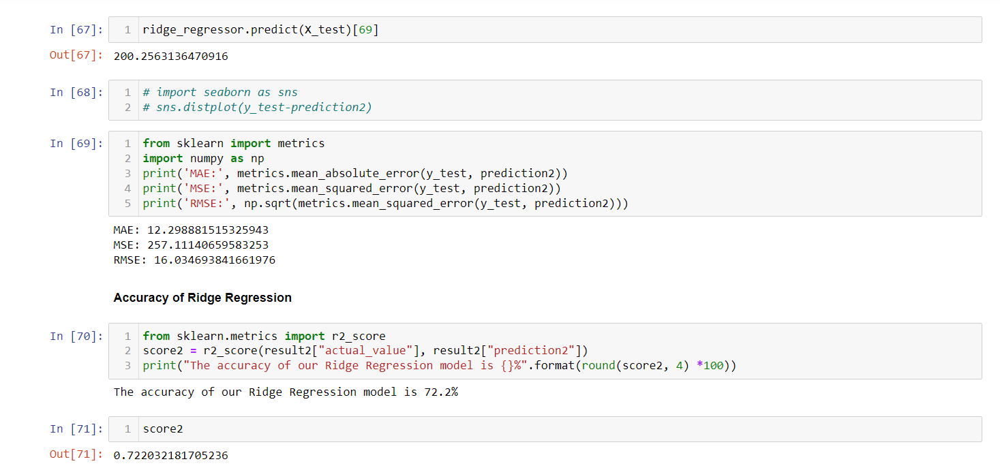 In [67]: 1 ridge_regressor.predict(X_test)[69]
Out[67]: 200.2563136470916
In [68]: 1 # import seaborn as sns
2 # sns.distplot(y_test-prediction2)
In [69]: 1 from sklearn import metrics
2 import numpy as np
3 print('MAE:', metrics.mean_absolute_error(y_test, prediction2))
4 print('MSE:', metrics.mean_squared_error(y_test, prediction2))
5 print('RMSE:', np.sqrt(metrics.mean_squared_error(y_test, prediction2)))
MAE: 12.298881515325943
MSE: 257.11140659583253
RMSE: 16.034693841661976
Accuracy of Ridge Regression
In [70]: 1 from sklearn.metrics import r2_score
2 score2 = r2_score(result2["actual_value"], result2["prediction2"])
3 print("The accuracy of our Ridge Regression model is {}%".format(round(score2, 4) *100))
The accuracy of our Ridge Regression model is 72.2%
In [71]: 1 score2
Out[71]: 0.722032181705236